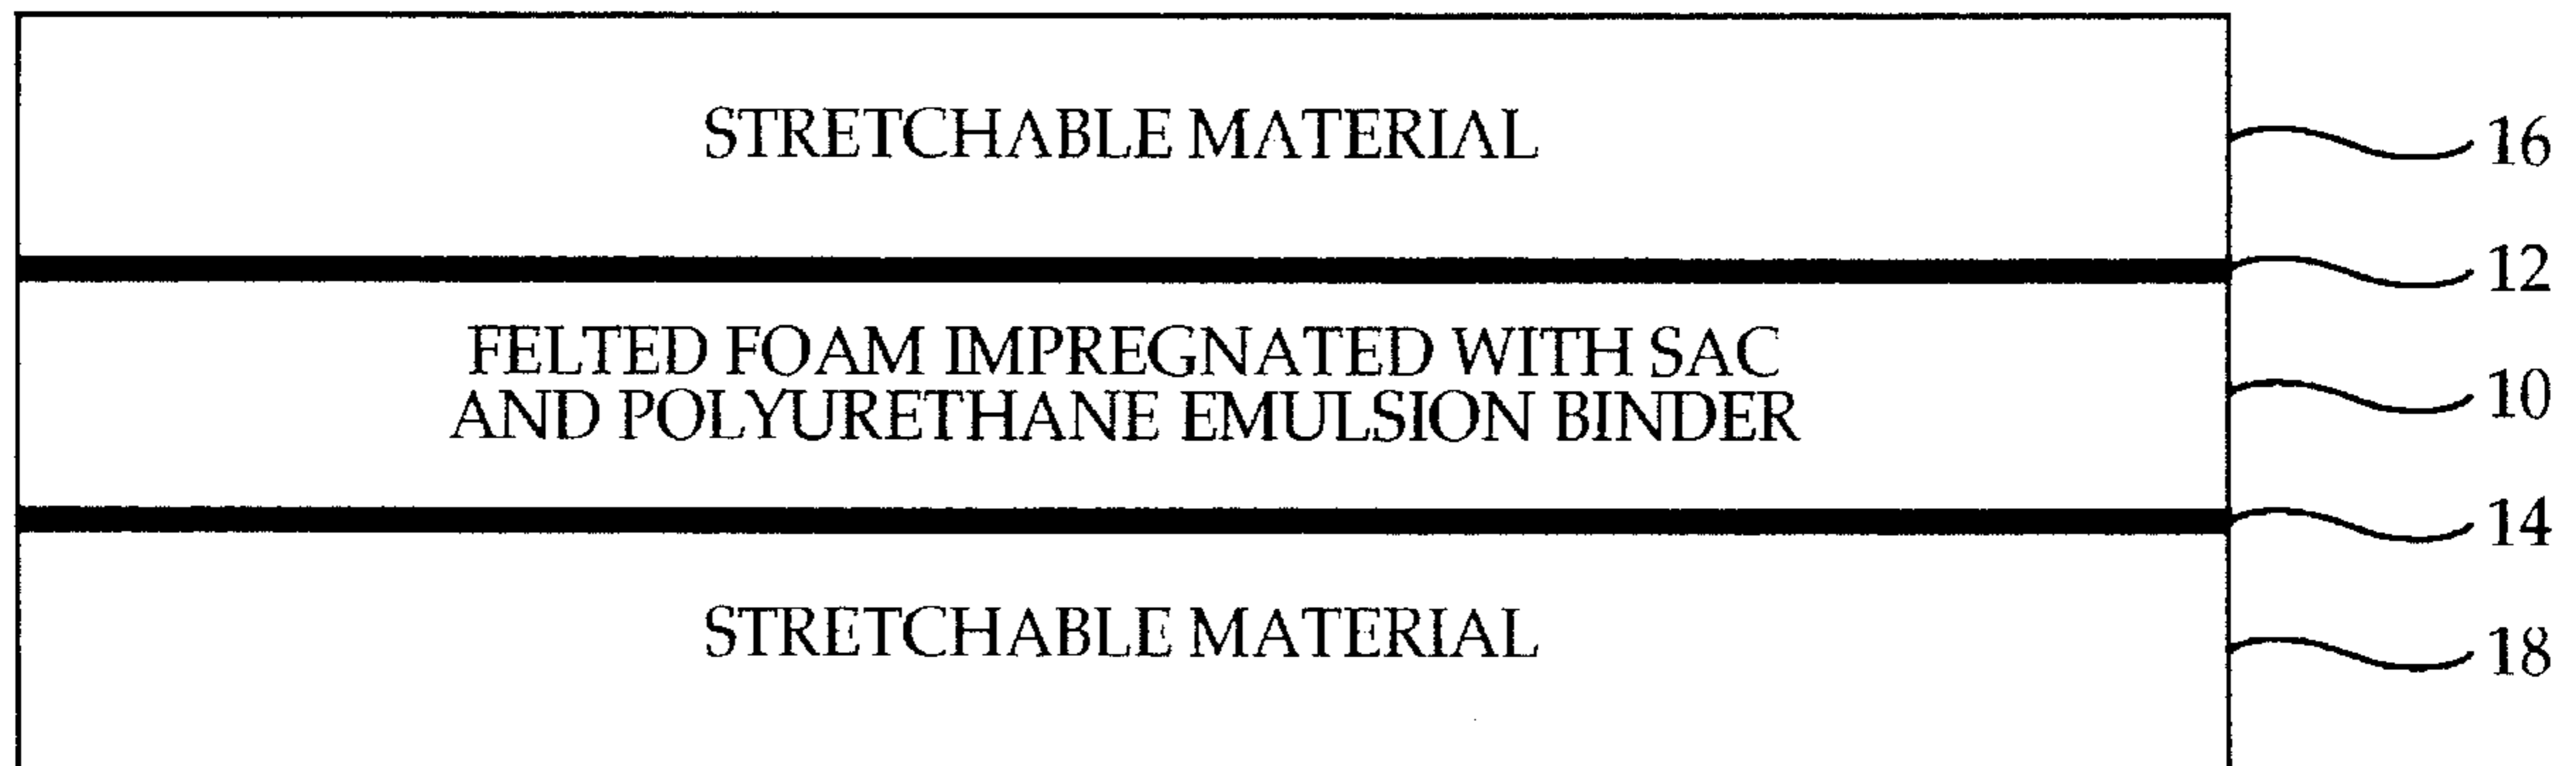 STRETCHABLE MATERIAL
16
12
FELTED FOAM IMPREGNATED WITH SAC
AND POLYURETHANE EMULSION BINDER
10
14
STRETCHABLE MATERIAL
18